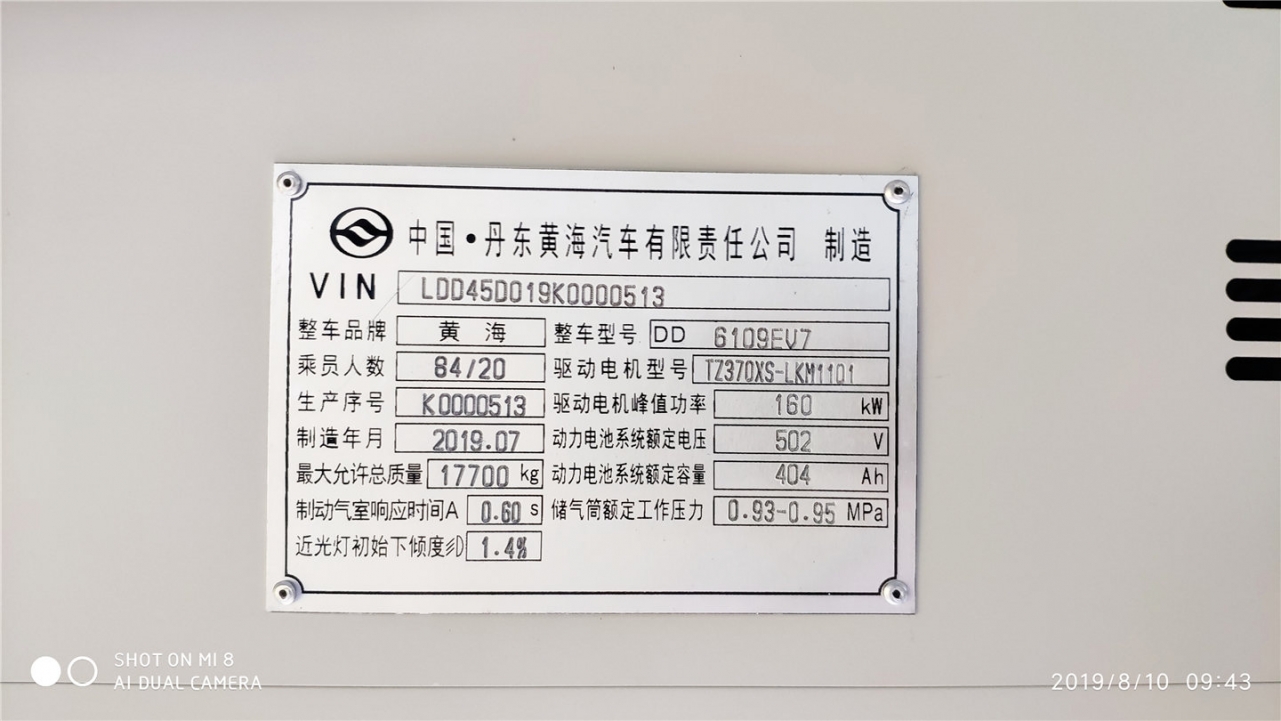 中国·丹东黄海汽车有限责任公司 制造
VIN LDD45D019K0000513
整车品牌 黄海 整车型号 DD 6109EV7
乘员人数 84/20 驱动电机型号 TZ370XS-LKM1101
生产序号 K0000513 驱动电机峰值功率 160 kW
制造年月 2019.07 动力电池系统额定电压 502 V
最大允许总质量 17700 kg 动力电池系统额定容量 404 Ah
制动气室响应时间A 0.60 s 储气筒额定工作压力 0.93-0.95 MPa
近光灯初始下倾度 1.4%
SHOT ON MI 8
AI DUAL CAMERA
2019/8/10 09:43